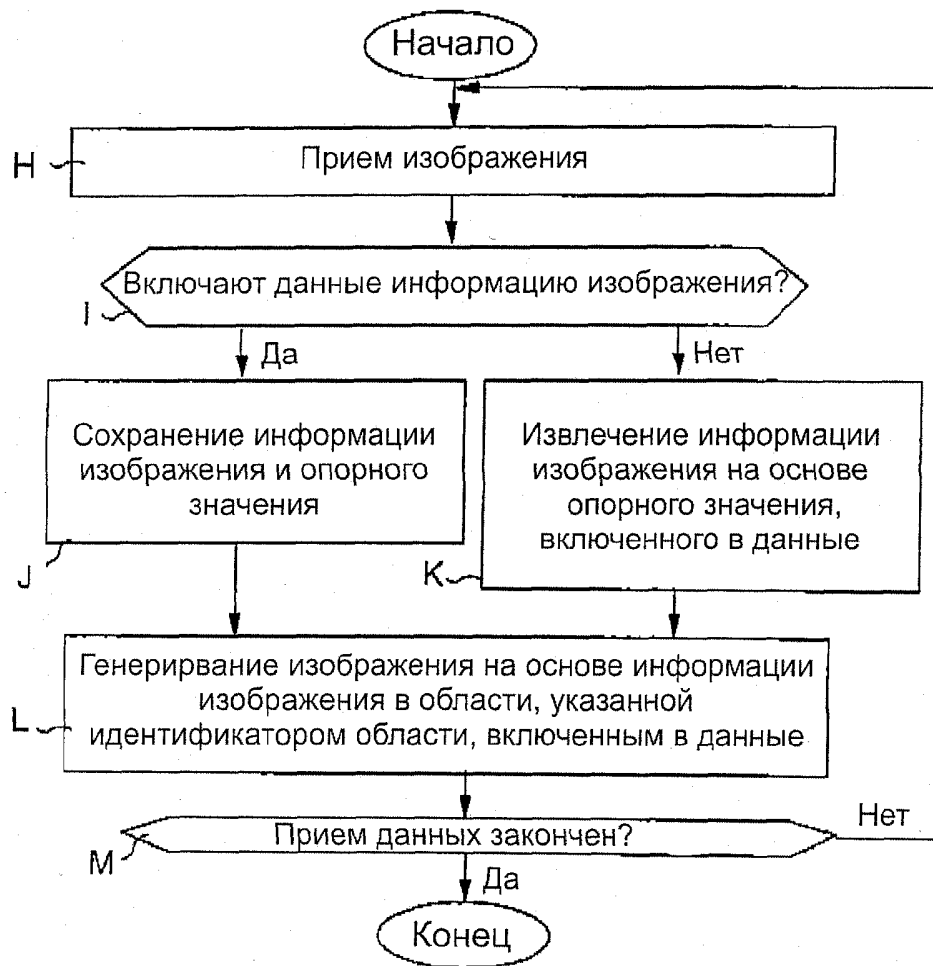 Начало
H
Прием изображения
Включают данные информацию изображения?
I
Да
Нет
Сохранение информации
изображения и опорного
значения
J
Извлечение информации
изображения на основе
опорного значения,
включенного в данные
K
Генерирвание изображения на основе информации
изображения в области, указанной
идентификатором области, включенным в данные
L
Прием данных закончен?
Нет
M
Да
Конец